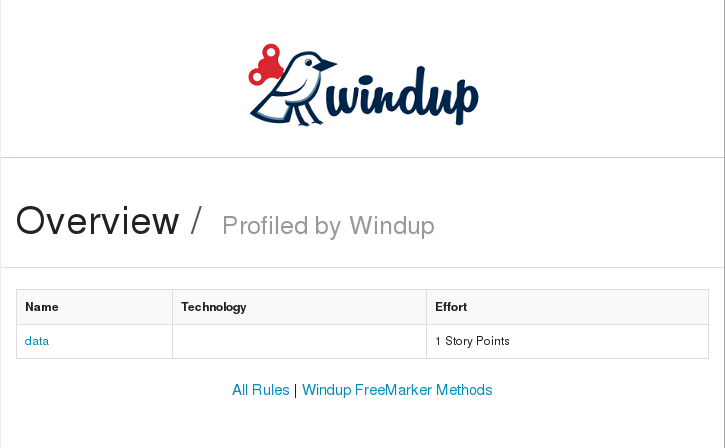 windup
Overview / Profiled by Windup
Name Technology Effort
data 1 Story Points
All Rules | Windup FreeMarker Methods